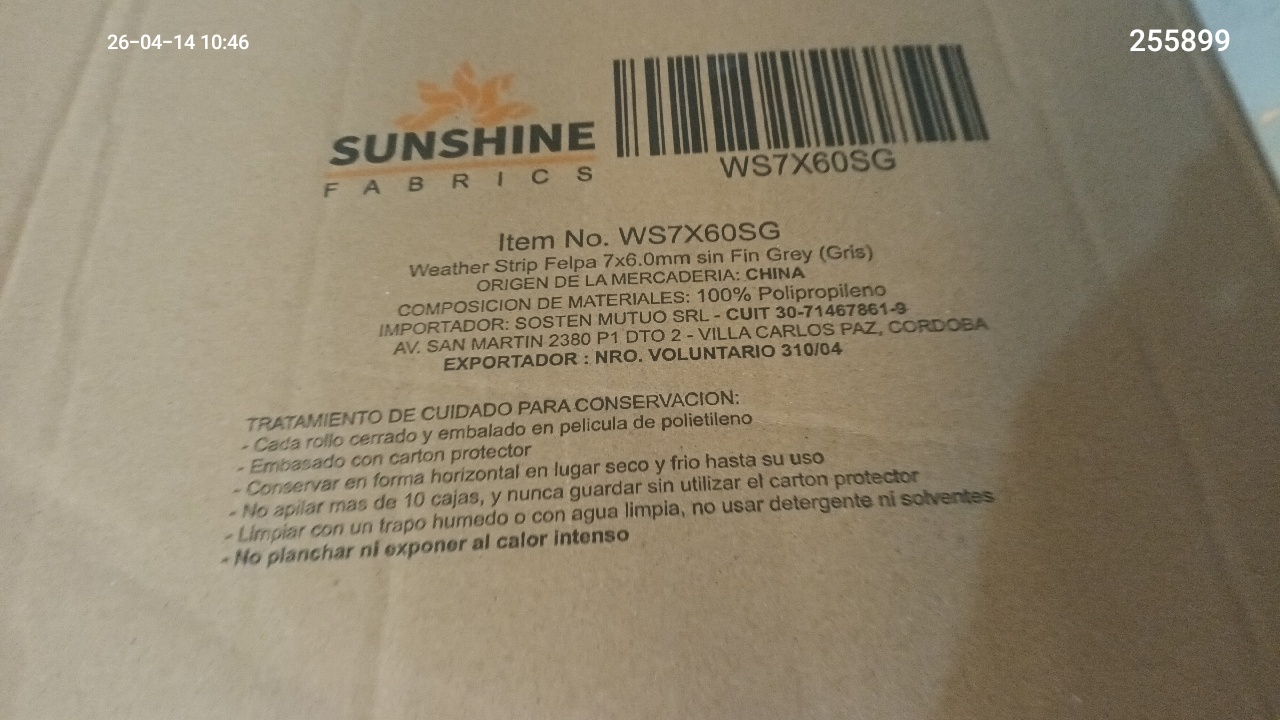 26-04-14 10:46
255899
SUNSHINE
FABRICS
WS7X60SG
Item No. WS7X60SG
Weather Strip Felpa 7x6.0mm sin Fin Grey (Gris)
ORIGEN DE LA MERCADERIA: CHINA
COMPOSICION DE MATERIALES: 100% Polipropileno
IMPORTADOR: SOSTEN MUTUO SRL - CUIT 30-71467861-9
AV. SAN MARTIN 2380 P1 DTO 2 - VILLA CARLOS PAZ, CORDOBA
EXPORTADOR : NRO. VOLUNTARIO 310/04
TRATAMIENTO DE CUIDADO PARA CONSERVACION:
- Cada rollo cerrado y embalado en pelicula de polietileno
- Embasado con carton protector
- Conservar en forma horizontal en lugar seco y frio hasta su uso
- No apilar mas de 10 cajas, y nunca guardar sin utilizar el carton protector
- Limpiar con un trapo humedo o con agua limpia, no usar detergente ni solventes
- No planchar ni exponer al calor intenso